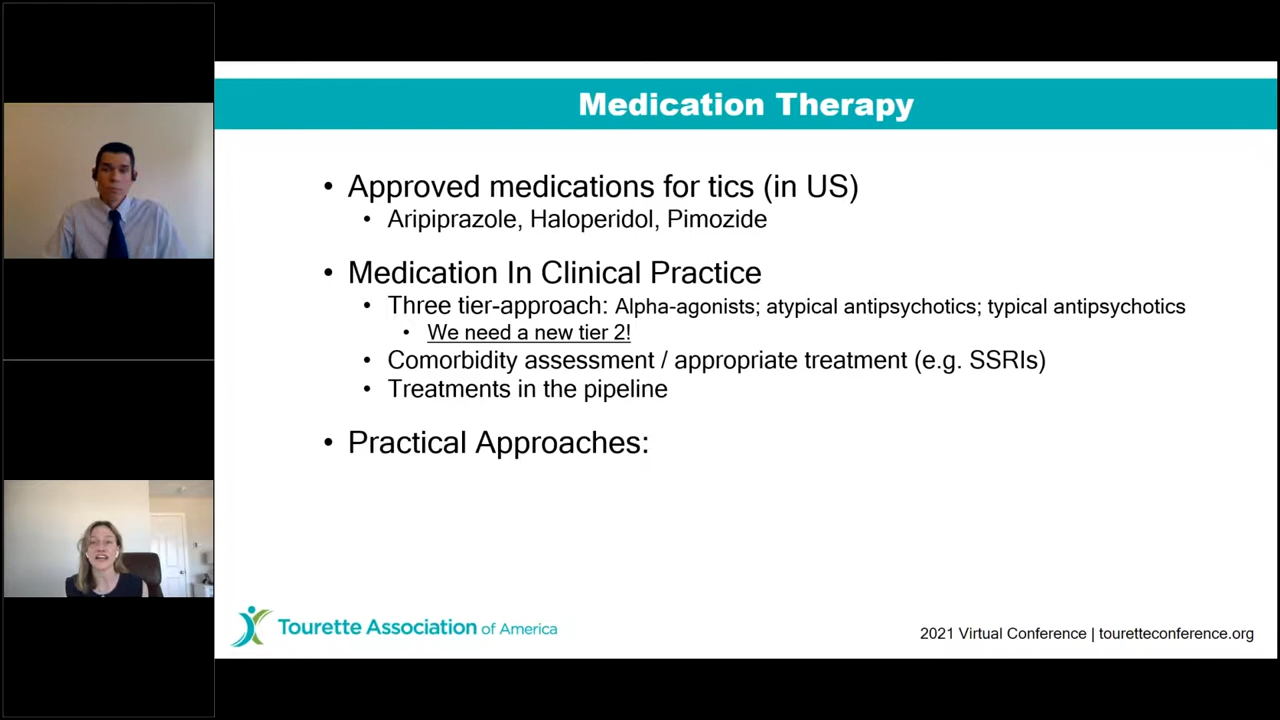 Medication Therapy
• Approved medications for tics (in US)
• Aripiprazole, Haloperidol, Pimozide
• Medication In Clinical Practice
• Three tier-approach: Alpha-agonists; atypical antipsychotics; typical antipsychotics
• We need a new tier 2!
• Comorbidity assessment / appropriate treatment (e.g. SSRIs)
• Treatments in the pipeline
• Practical Approaches:
Tourette Association of America
2021 Virtual Conference | touretteconference.org